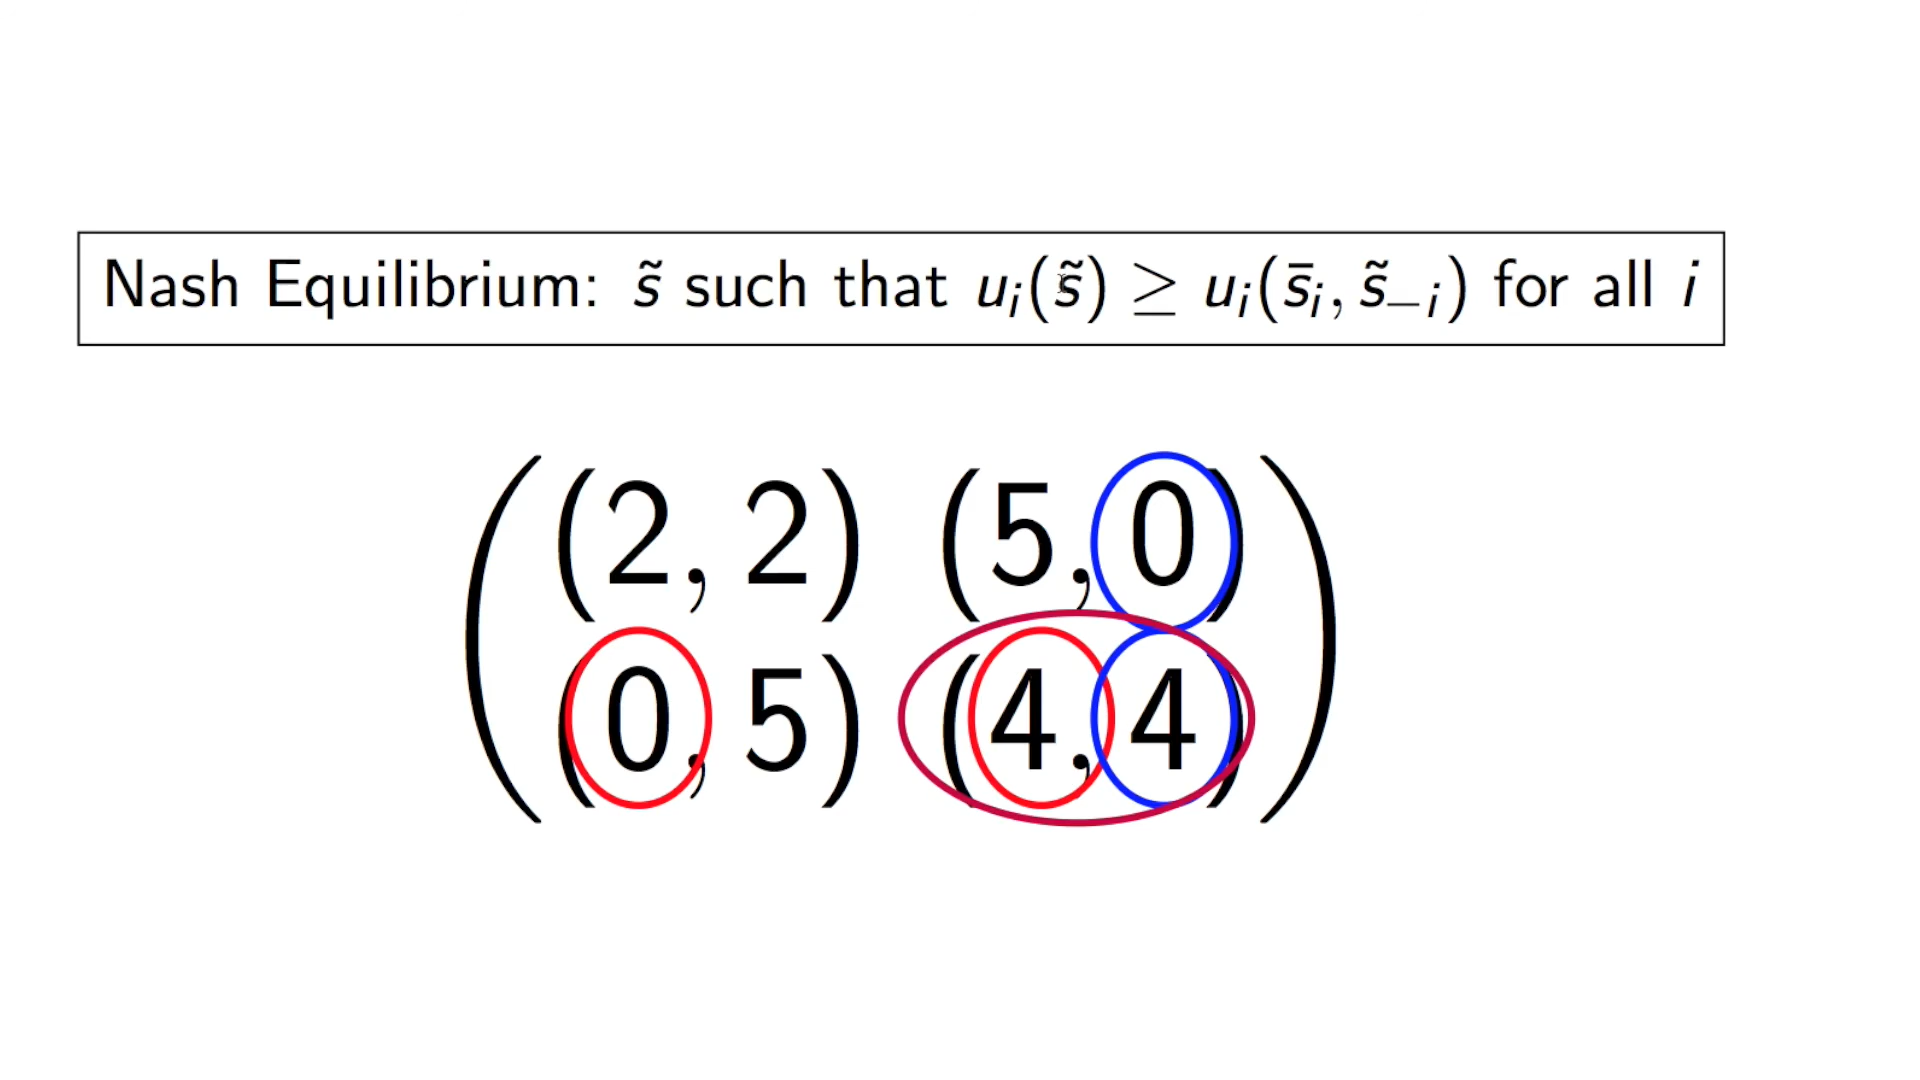 Nash Equilibrium: s̃ such that uᵢ(s̃) ≥ uᵢ(s̄ᵢ, s̃₋ᵢ) for all i
(2, 2) (5, 0)
(0, 5) (4, 4)